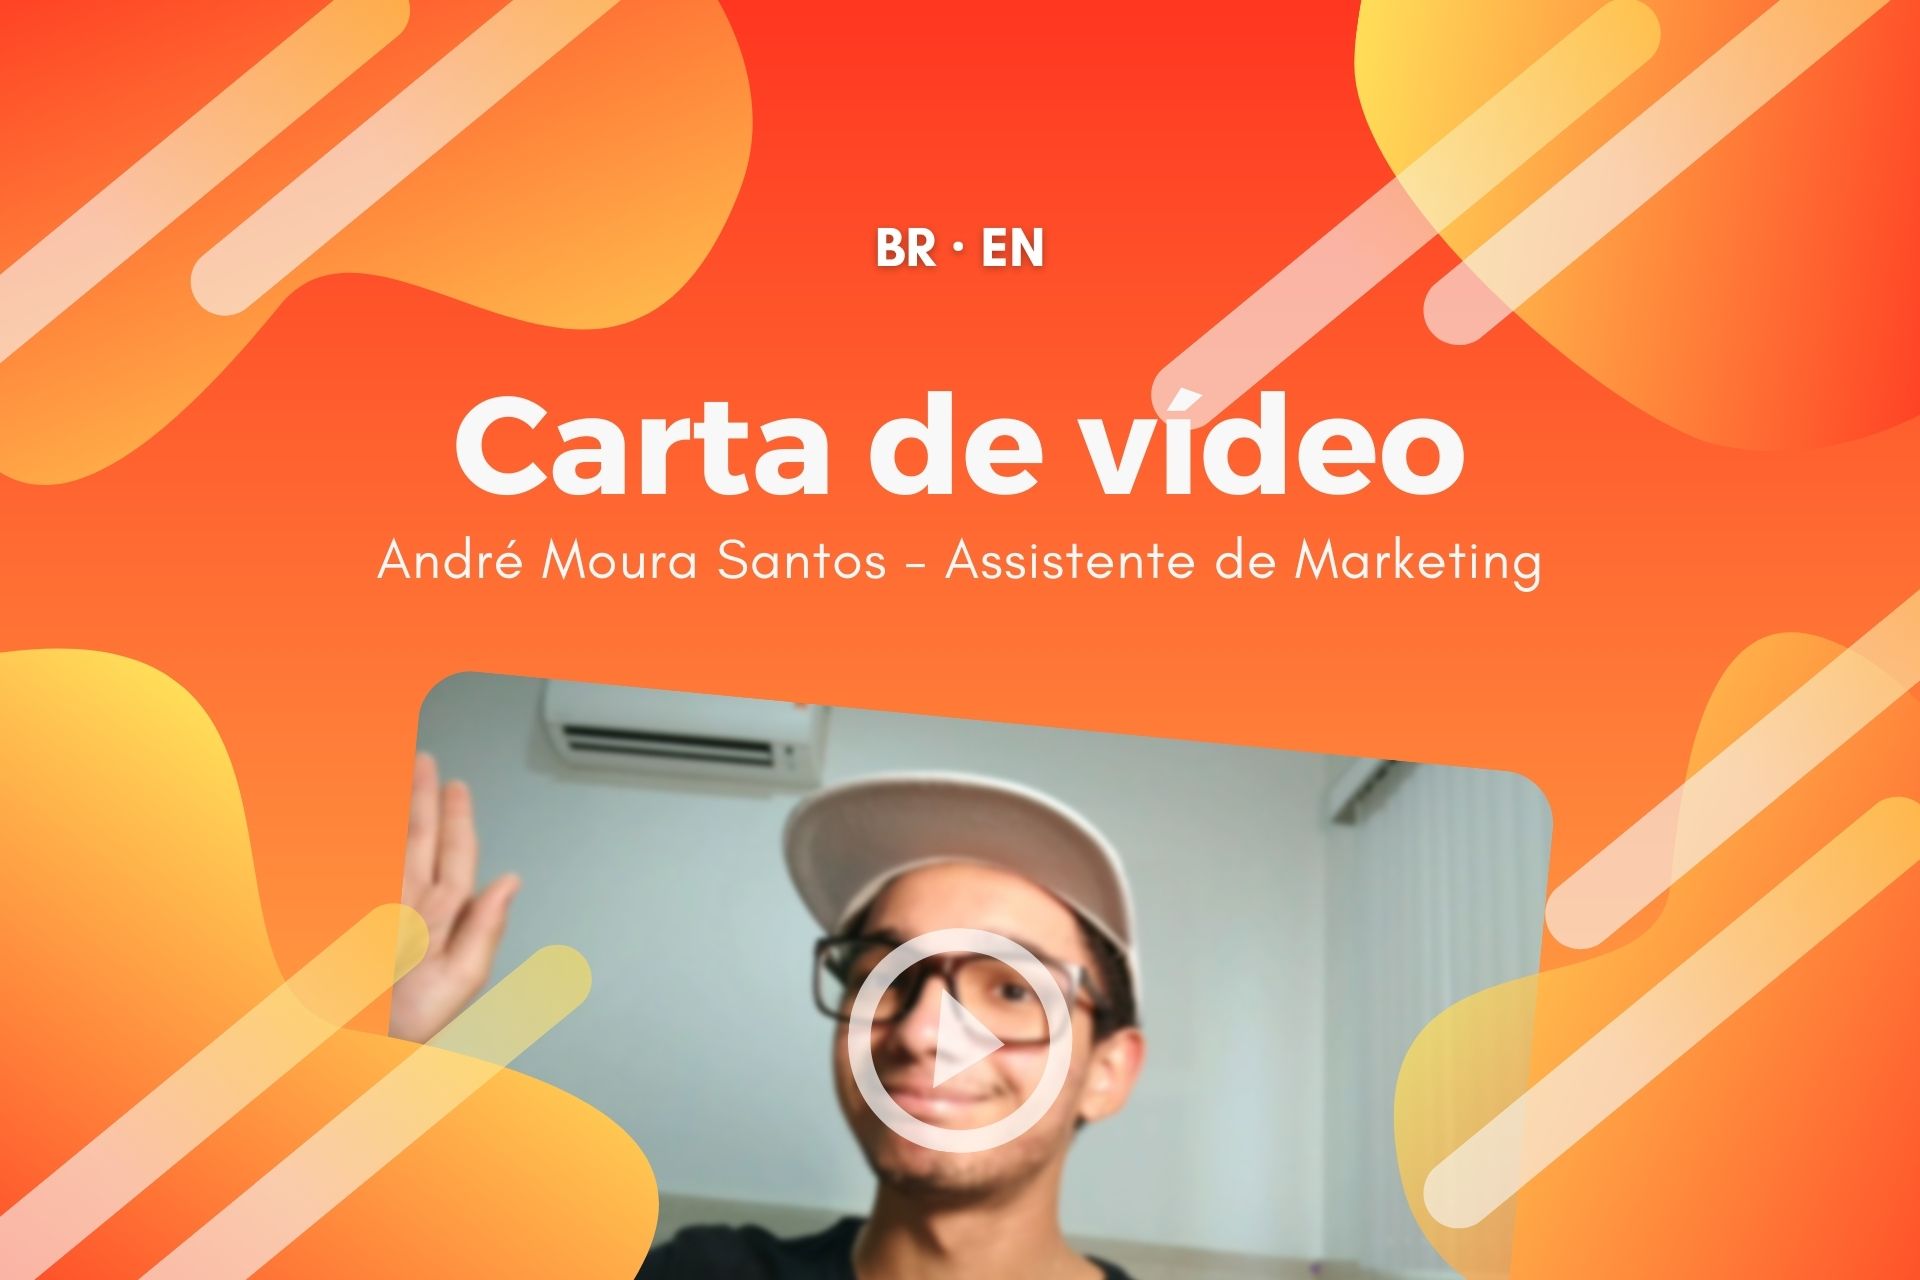 BR · EN
Carta de vídeo
André Moura Santos - Assistente de Marketing